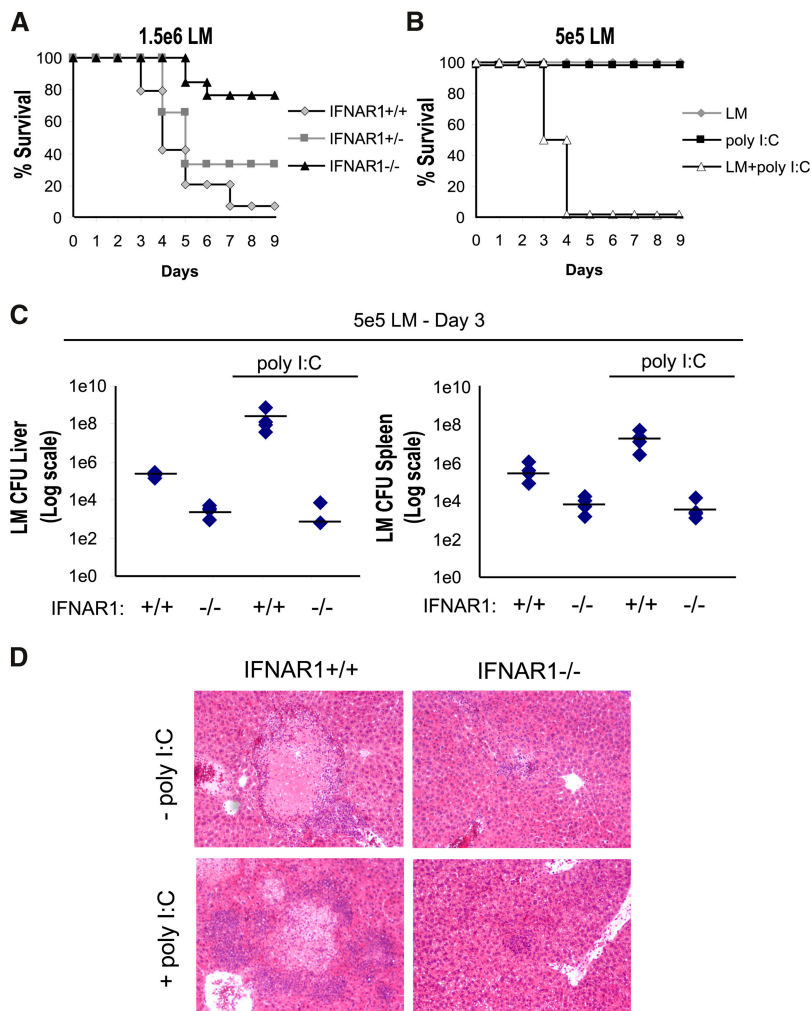 A
1.5e6 LM
% Survival
100
80
60
40
20
0
0 1 2 3 4 5 6 7 8 9
Days
IFNAR1+/+
IFNAR1+/-
IFNAR1-/-
B
5e5 LM
% Survival
100
80
60
40
20
0
0 1 2 3 4 5 6 7 8 9
Days
LM
poly I:C
LM+poly I:C
C
5e5 LM - Day 3
poly I:C
LM CFU Liver
(Log scale)
1e10
1e8
1e6
1e4
1e2
1e0
IFNAR1: +/+ -/- +/+ -/-
poly I:C
LM CFU Spleen
(Log scale)
1e10
1e8
1e6
1e4
1e2
1e0
IFNAR1: +/+ -/- +/+ -/-
D
IFNAR1+/+ IFNAR1-/-
- poly I:C
+ poly I:C